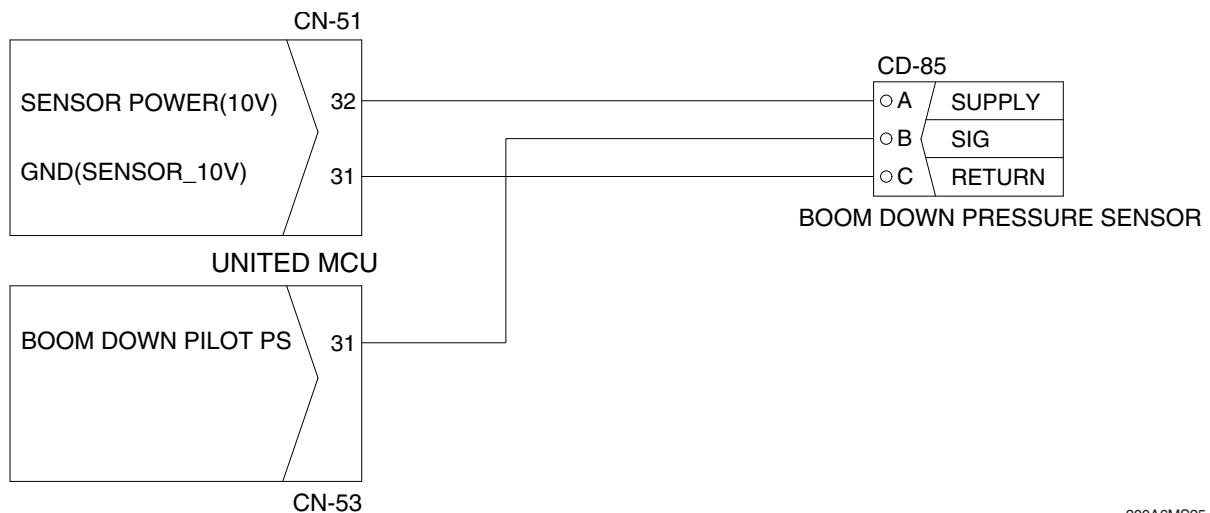 CN-51
SENSOR POWER(10V) 32
GND(SENSOR_10V) 31
UNITED MCU
BOOM DOWN PILOT PS 31
CN-53
CD-85
A SUPPLY
B SIG
C RETURN
BOOM DOWN PRESSURE SENSOR